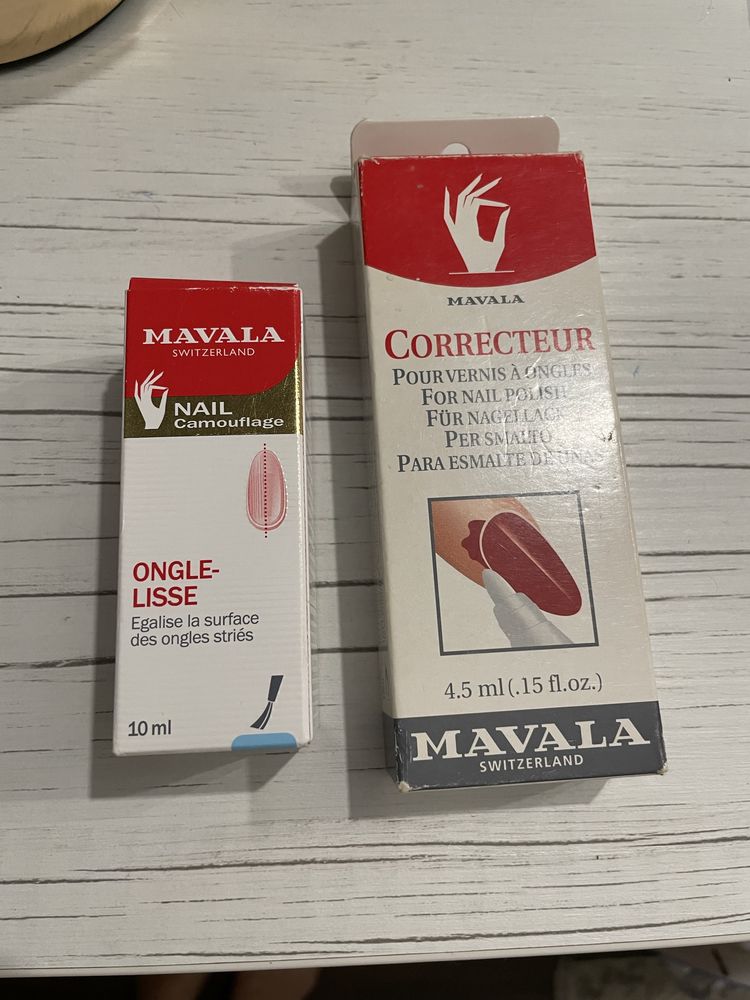 MAVALA
SWITZERLAND
NAIL
Camouflage
ONGLE-
LISSE
Egalise la surface
des ongles striés
10 ml
MAVALA
CORRECTEUR
POUR VERNIS À ONGLES
FOR NAIL POLISH
FÜR NAGELLACK
PER SMALTO
PARA ESMALTE DE UÑAS
4.5 ml (.15 fl.oz.)
MAVALA
SWITZERLAND